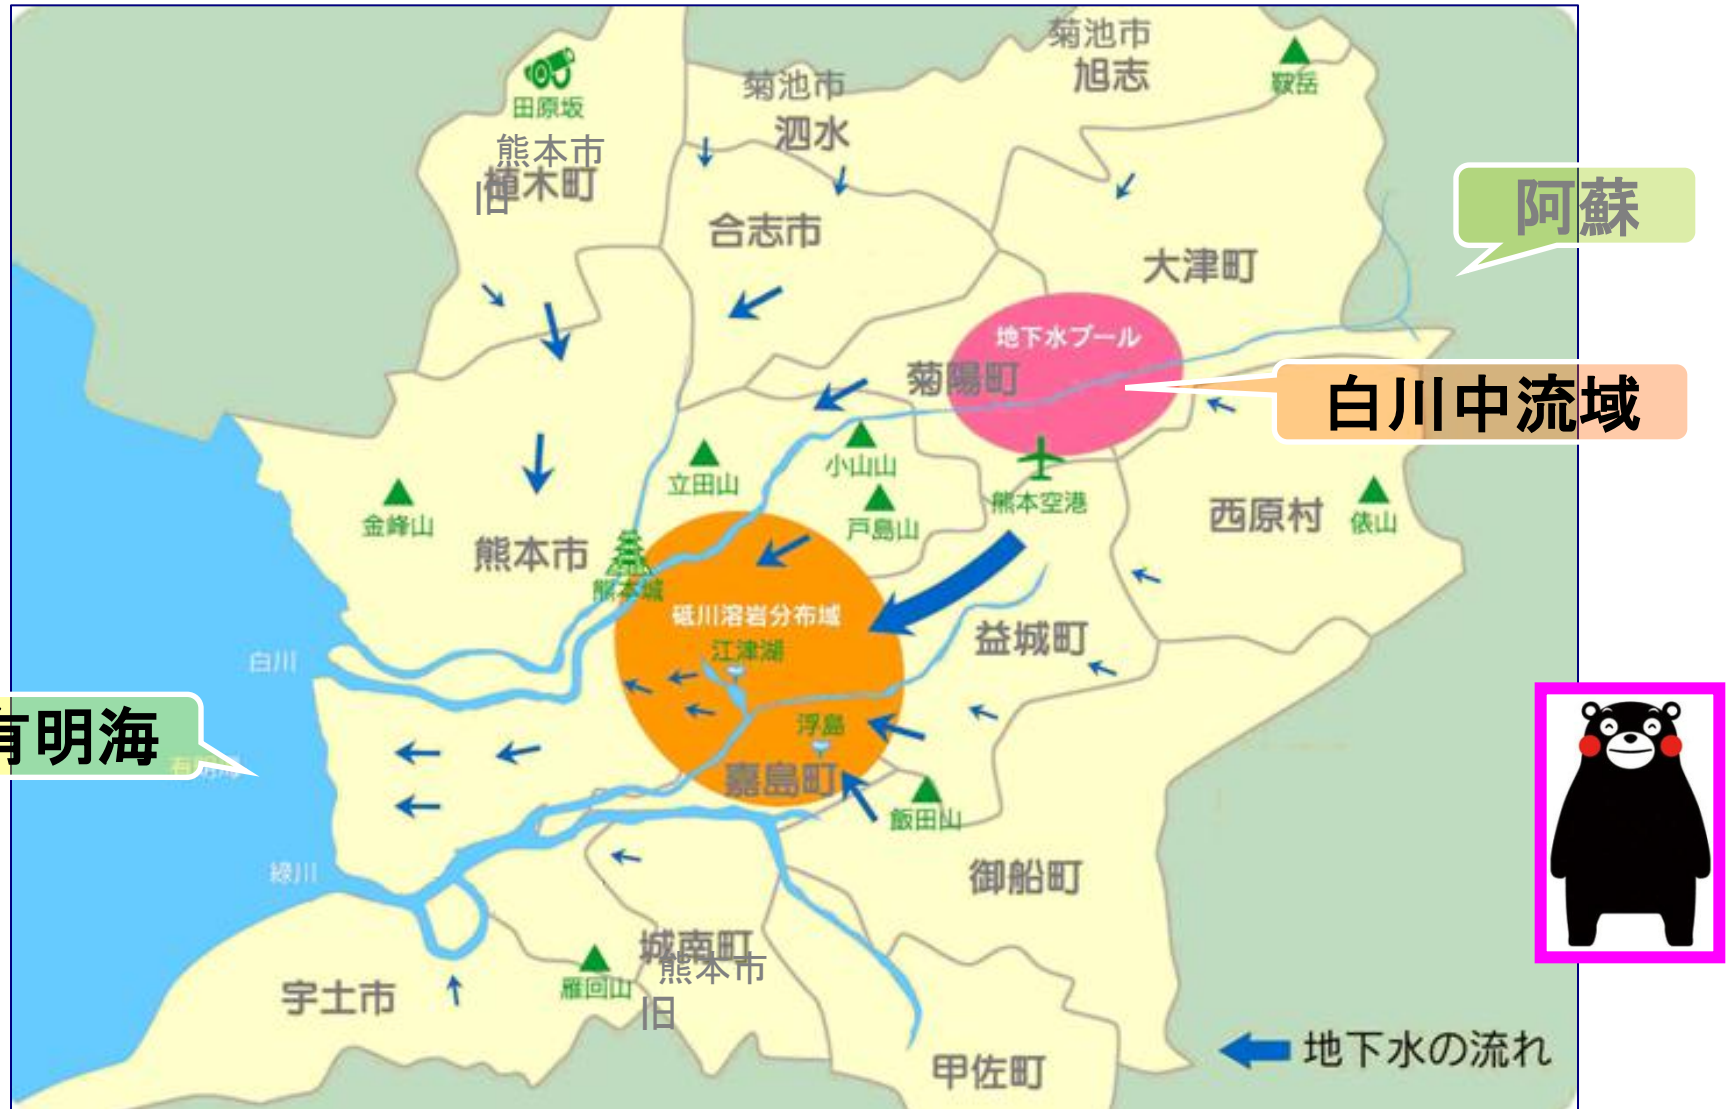 菊池市
旭志
鞍岳
田原坂
菊池市
泗水
熊本市
植木町
旧
合志市
大津町
阿蘇
地下水プール
菊陽町
白川中流域
立田山
小山山
戸島山
熊本空港
西原村
俵山
金峰山
熊本市
熊本城
砥川溶岩分布域
江津湖
益城町
白川
有明海
有明海
浮島
嘉島町
飯田山
緑川
御船町
城南町
熊本市
旧
雁回山
宇土市
甲佐町
地下水の流れ